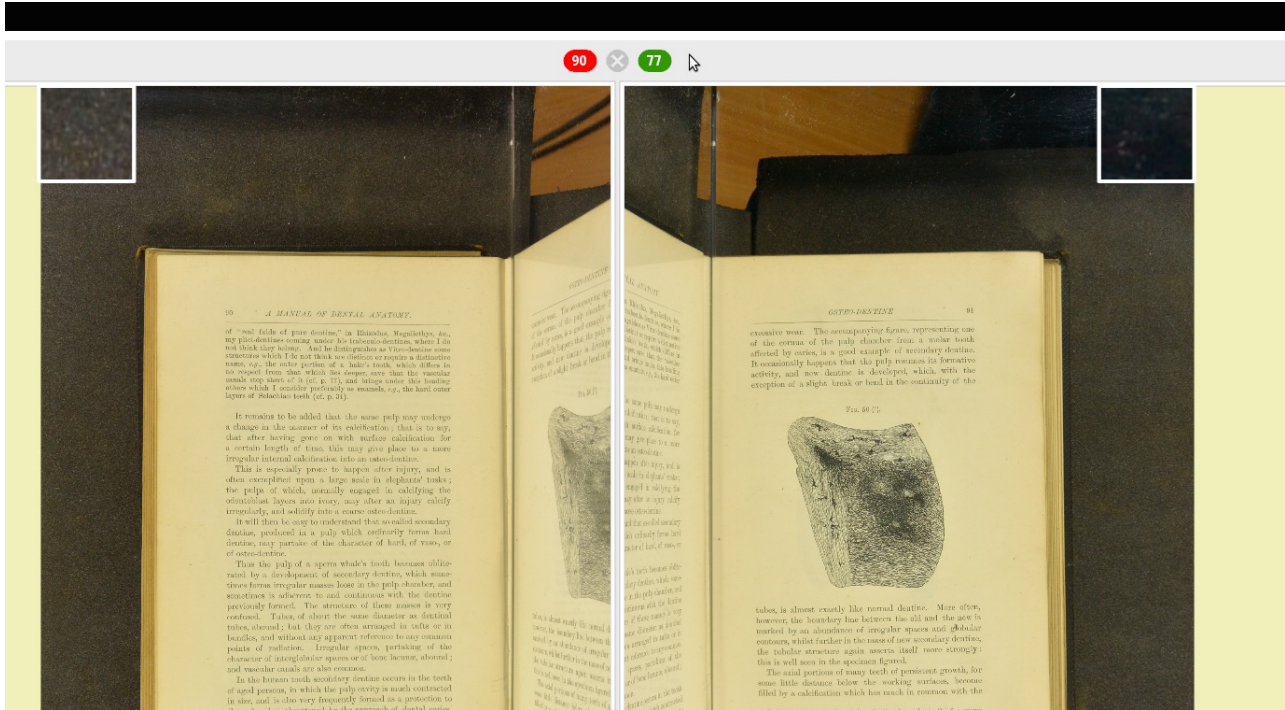 90
77
90 A MANUAL OF DENTAL ANATOMY.
of "real folds of pure dentine," in Rhizodus, Megalicthys, &c.,
my plici-dentines coming under his trabeculo-dentine, where I do
not think they belong. And he distinguishes as Vitro-dentine some
structures which I do not think are distinct or require a distinctive
name, e.g., the outer portion of a hake's tooth, which differs in
no respect from that which lies deeper, save that the vascular
canals stop short of it (cf. p. 77), and brings under this heading
others which I consider preferably as enamels, e.g., the hard outer
layers of Selachian teeth (cf. p. 31).
It remains to be added that the same pulp may undergo
a change in the manner of its calcification; that is to say,
that after having gone on with surface calcification for
a certain length of time, this may give place to a more
irregular internal calcification into an osteo-dentine.
This is especially prone to happen after injury, and is
often exemplified upon a large scale in elephants' tusks;
the pulps of which, normally engaged in calcifying the
odontoblast layers into ivory, may after an injury calcify
irregularly, and solidify into a coarse osteo-dentine.
It will then be easy to understand that so-called secondary
dentine, produced in a pulp which ordinarily forms hard
dentine, may partake of the character of hard, of vaso-, or
of osteo-dentine.
Thus the pulp of a sperm whale's tooth becomes oblite-
rated by a development of secondary dentine, which some-
times forms irregular masses loose in the pulp chamber, and
sometimes is adherent to and continuous with the dentine
previously formed. The structure of these masses is very
confused. Tubes, of about the same diameter as dentinal
tubes, abound; but they are often arranged in tufts or in
bundles, and without any apparent reference to any common
points of radiation. Irregular spaces, partaking of the
character of interglobular spaces or of bone lacunæ, abound;
and vascular canals are also common.
In the human tooth secondary dentine occurs in the teeth
of aged persons, in which the pulp cavity is much contracted
in size, and is also very frequently formed as a protection to
OSTEO-DENTINE 91
excessive wear. The accompanying figure, representing one
of the cornua of the pulp chamber from a molar tooth
affected by caries, is a good example of secondary dentine.
It occasionally happens that the pulp resumes its formative
activity, and new dentine is developed, which, with the
exception of a slight break or bend in the continuity of the
FIG. 50
tubes, is almost exactly like normal dentine. More often,
however, the boundary line between the old and the new is
marked by an abundance of irregular spaces and globular
contours, whilst further in the mass of new secondary dentine,
the tubular structure again asserts itself more strongly:
this is well seen in the specimen figured.
The axial portions of many teeth of persistent growth, for
some little distance below the working surfaces, become
filled by a calcification which has much in common with the